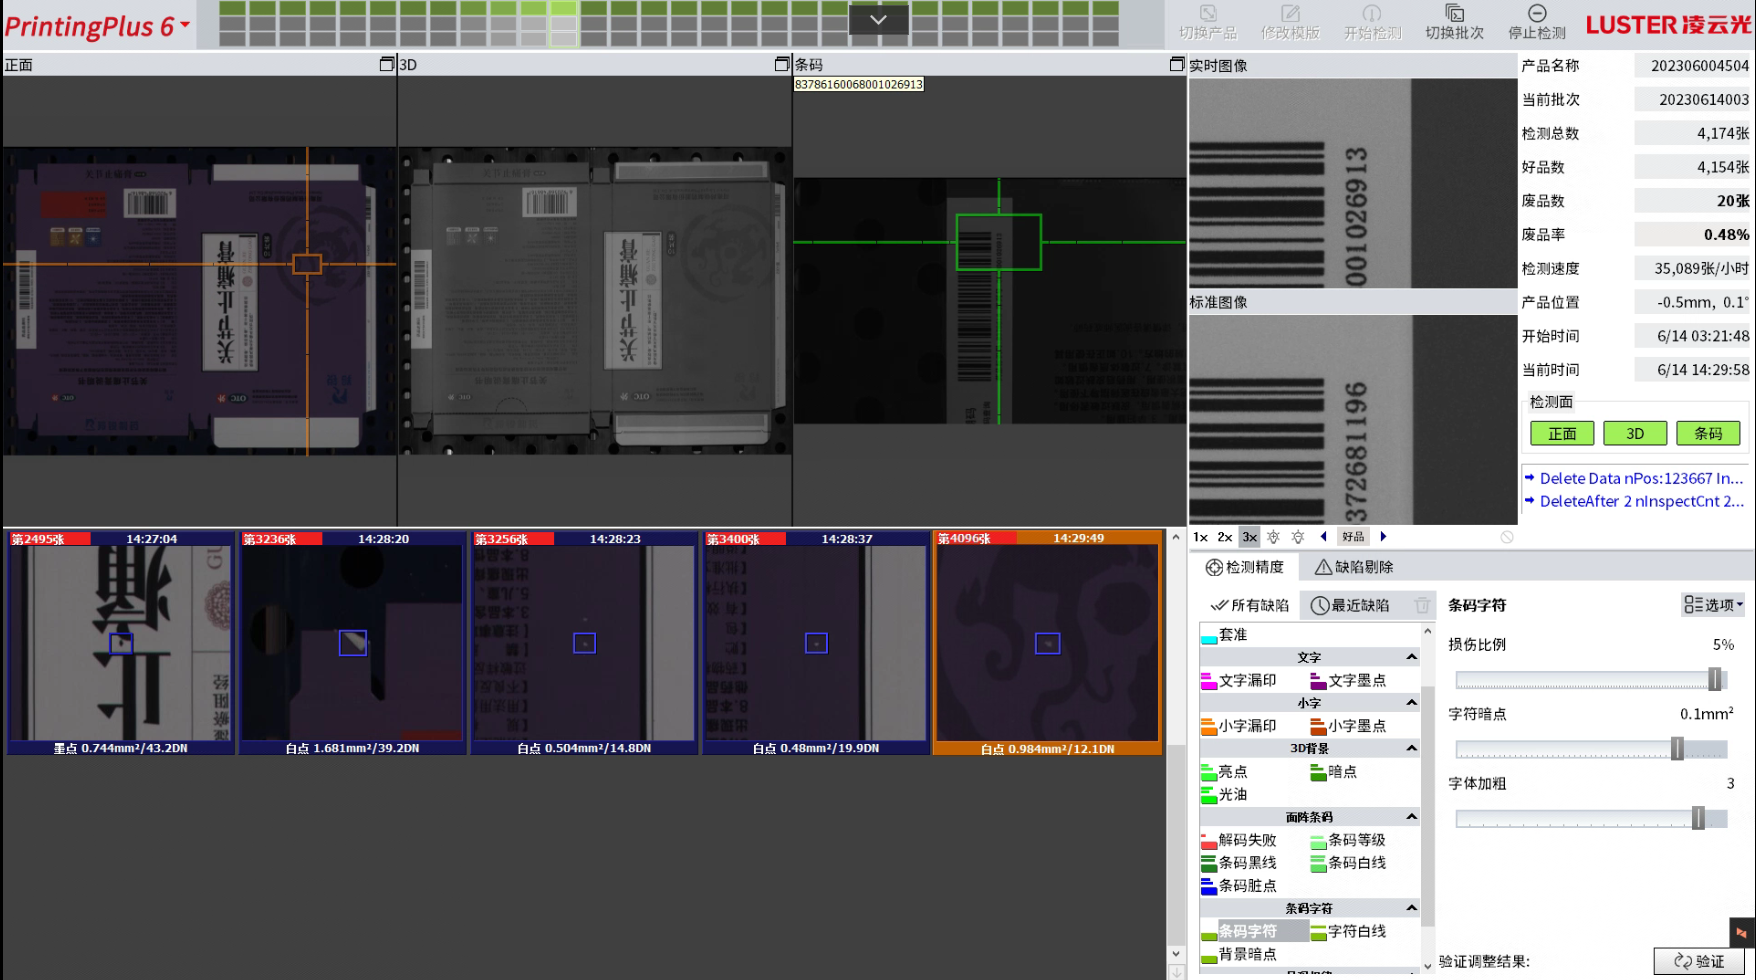 PrintingPlus 6
切换产品
修改模版
开始检测
切换批次
停止检测
LUSTER 凌云光
正面
3D
条码
83786160068001026913
实时图像
001026913
标准图像
372681196
产品名称 202306004504
当前批次 20230614003
检测总数 4,174张
好品数 4,154张
废品数 20张
废品率 0.48%
检测速度 35,089张/小时
产品位置 -0.5mm, 0.1°
开始时间 6/14 03:21:48
当前时间 6/14 14:29:58
检测面
正面 3D 条码
Delete Data nPos:123667 In...
DeleteAfter 2 nInspectCnt 2...
关节止痛膏
OTC
关节止痛膏
OTC
第2495张 14:27:04
墨点 0.744mm²/43.2DN
第3236张 14:28:20
白点 1.681mm²/39.2DN
第3256张 14:28:23
白点 0.504mm²/14.8DN
第3400张 14:28:37
白点 0.48mm²/19.9DN
第4096张 14:29:49
白点 0.984mm²/12.1DN
1x 2x 3x 好品
检测精度 缺陷剔除
所有缺陷 最近缺陷
套准
文字
文字漏印 文字墨点
小字
小字漏印 小字墨点
3D背景
亮点 暗点
光油
面阵条码
解码失败 条码等级
条码黑线 条码白线
条码脏点
条码字符
条码字符 字符白线
背景暗点
条码字符 选项
损伤比例 5%
字符暗点 0.1mm²
字体加粗 3
验证调整结果: 验证